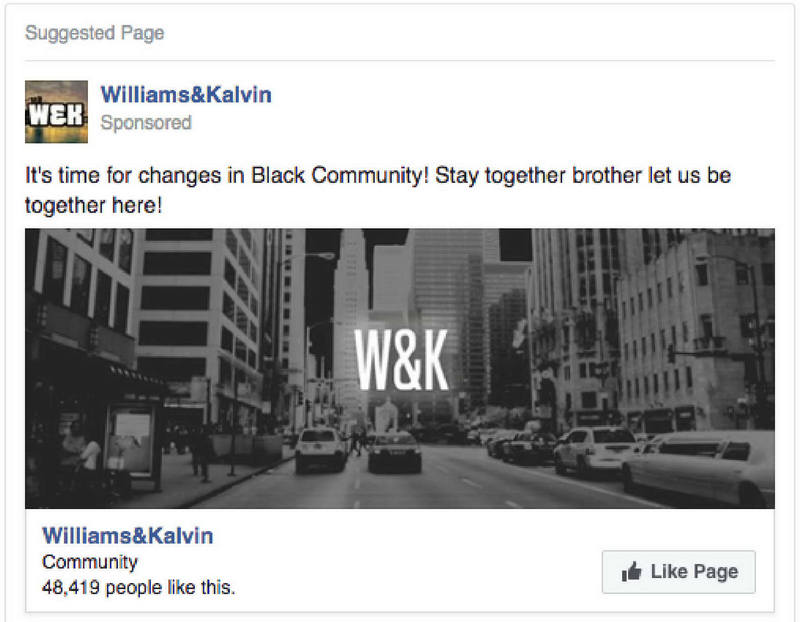 Suggested Page
W&K
Williams&Kalvin
Sponsored
It's time for changes in Black Community! Stay together brother let us be
together here!
W&K
Williams&Kalvin
Community
48,419 people like this.
Like Page